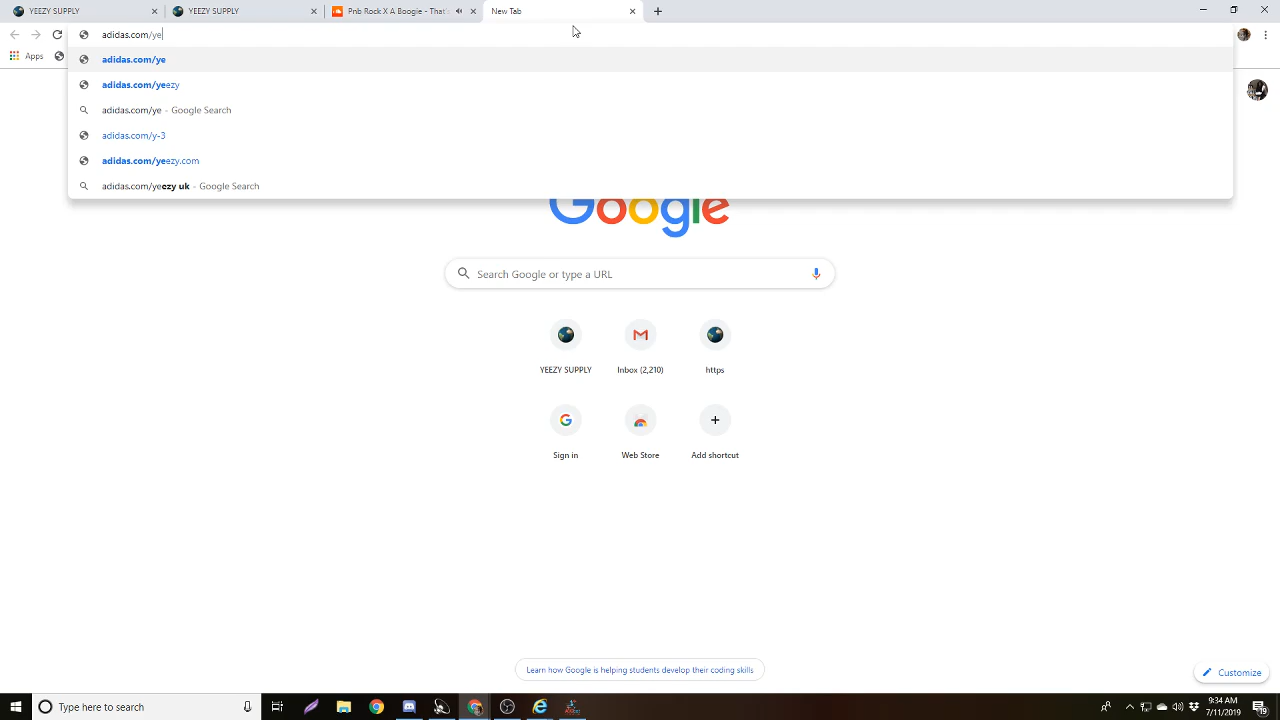 YEEZY SUPPLY
YEEZY SUPPLY
Pnb Rock X A Boogie - That's
New Tab
adidas.com/ye
Apps
adidas.com/ye
adidas.com/yeezy
adidas.com/ye - Google Search
adidas.com/y-3
adidas.com/yeezy.com
adidas.com/yeezy uk - Google Search
Google
Search Google or type a URL
YEEZY SUPPLY
Inbox (2,210)
https
Sign in
Web Store
Add shortcut
Learn how Google is helping students develop their coding skills
Customize
Type here to search
9:34 AM
7/11/2019